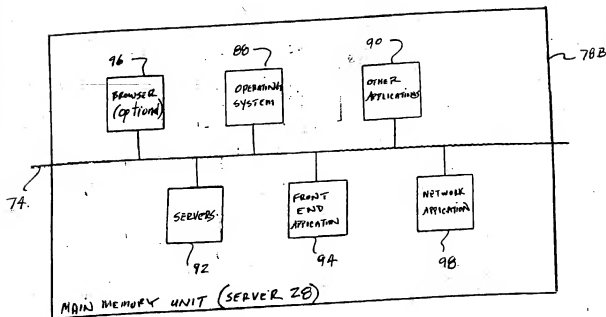 96
88
90
78B
BROWSER
(optional)
OPERATING
SYSTEM
OTHER
APPLICATIONS
74
SERVERS
FRONT
END
APPLICATION
NETWORK
APPLICATION
92
94
98
MAIN MEMORY UNIT (SERVER 28)